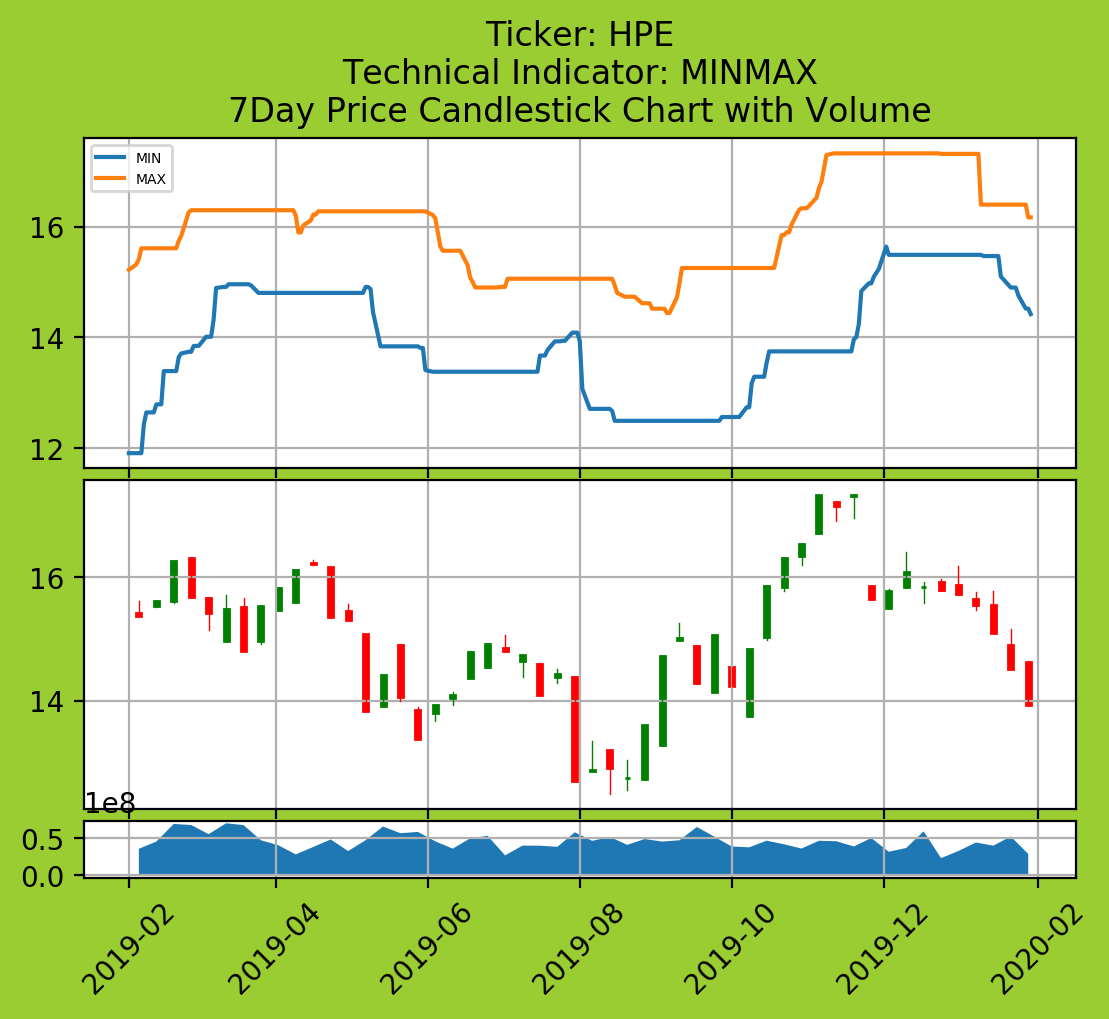 Ticker: HPE
Technical Indicator: MINMAX
7Day Price Candlestick Chart with Volume
MIN
MAX
16
14
12
16
14
1e8
0.5
0.0
2019-02
2019-04
2019-06
2019-08
2019-10
2019-12
2020-02